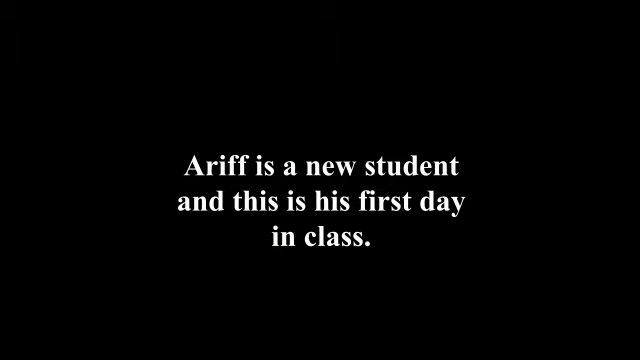 Ariff is a new student
and this is his first day
in class.